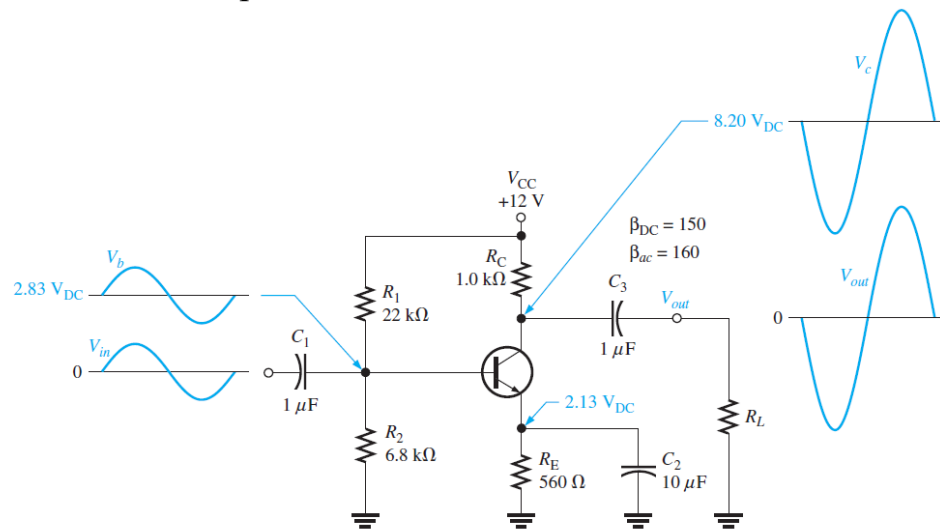 V_c
8.20 V_DC
V_CC
+12 V
β_DC = 150
β_ac = 160
R_C
1.0 kΩ
V_b
2.83 V_DC
R_1
22 kΩ
C_3
V_out
1 μF
V_out
0
V_in
0
C_1
1 μF
2.13 V_DC
R_L
R_2
6.8 kΩ
R_E
560 Ω
C_2
10 μF